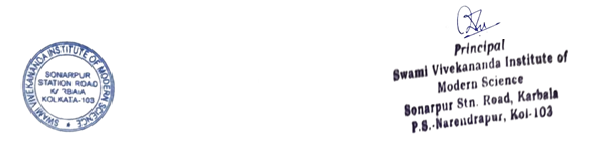 SWAMI VIVEKANANDA INSTITUTE OF MODERN SCIENCE
SONARPUR
STATION ROAD
KARBALA
KOLKATA-103
Principal
Swami Vivekananda Institute of
Modern Science
Sonarpur Stn. Road, Karbala
P.S.-Narendrapur, Kol-103